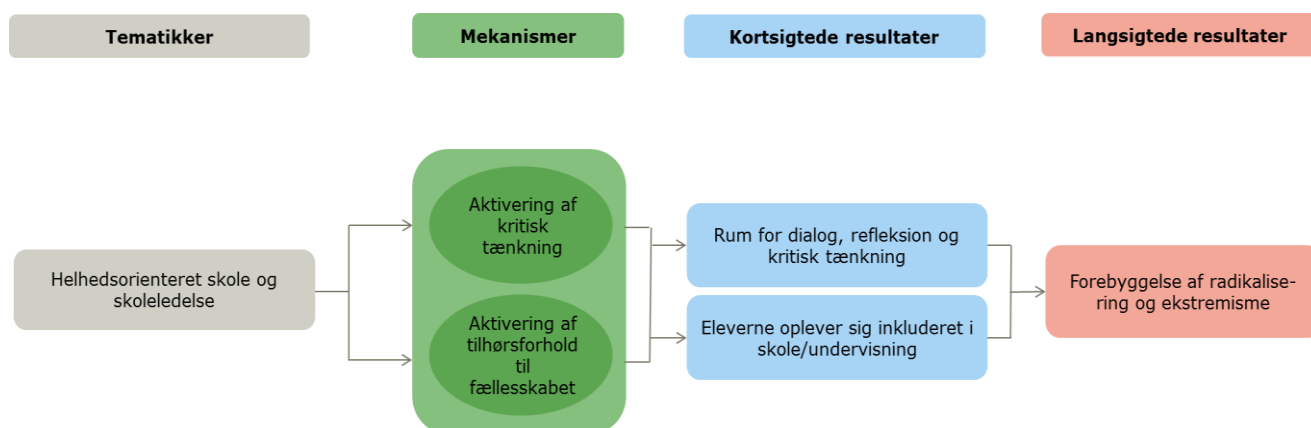 Tematikker
Mekanismer
Kortsigtede resultater
Langsigtede resultater
Helhedsorienteret skole og
skoleledelse
Aktivering af
kritisk
tænkning
Aktivering af
tilhørsforhold
til
fællesskabet
Rum for dialog, refleksion og
kritisk tænkning
Eleverne oplever sig inkluderet i
skole/undervisning
Forebyggelse af radikalise-
ring og ekstremisme